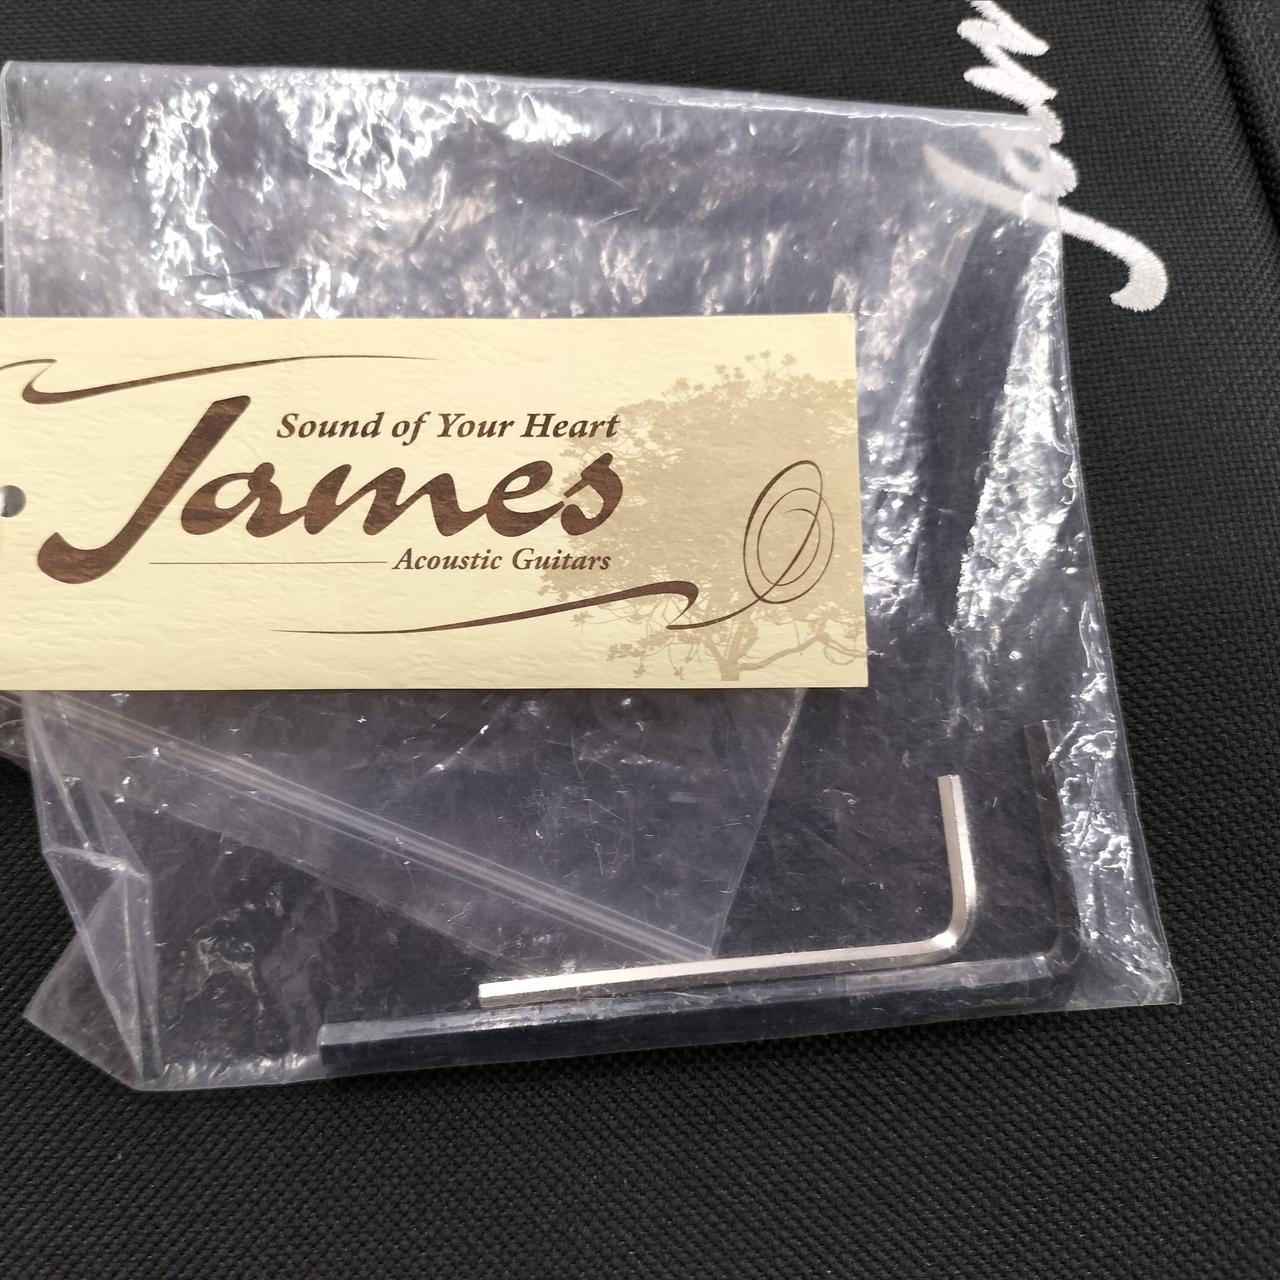 Sound of Your Heart
James
Acoustic Guitars